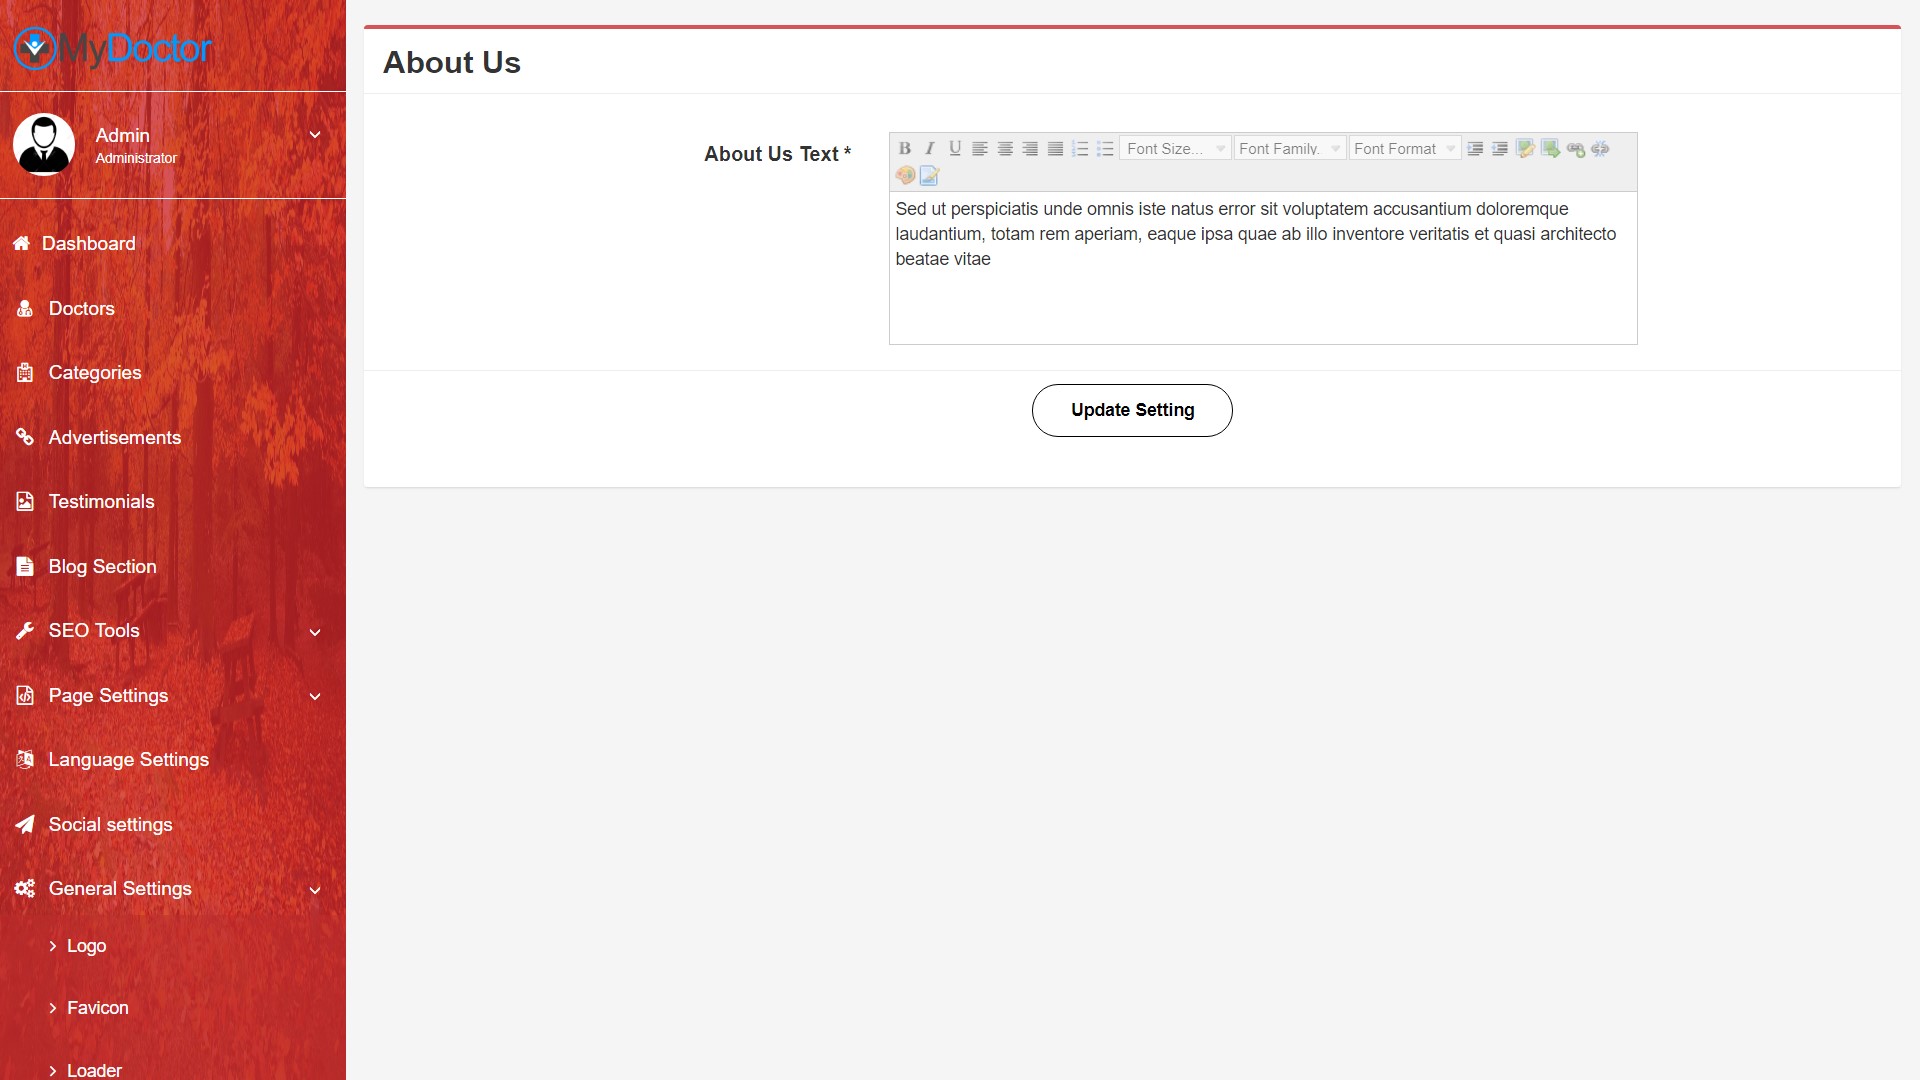 MyDoctor
Admin
Administrator
Dashboard
Doctors
Categories
Advertisements
Testimonials
Blog Section
SEO Tools
Page Settings
Language Settings
Social settings
General Settings
Logo
Favicon
Loader
About Us
About Us Text *
B I U Font Size... Font Family. Font Format
Sed ut perspiciatis unde omnis iste natus error sit voluptatem accusantium doloremque
laudantium, totam rem aperiam, eaque ipsa quae ab illo inventore veritatis et quasi architecto
beatae vitae
Update Setting